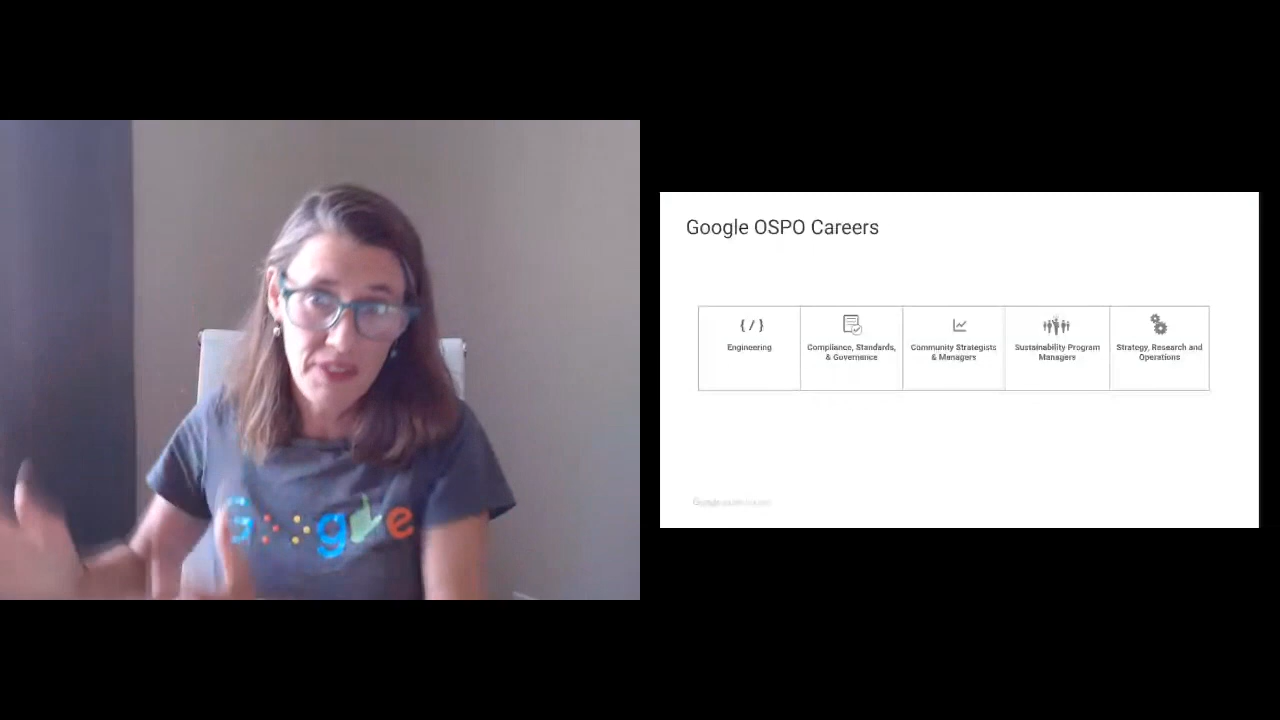 Google OSPO Careers
{ / }
Engineering
Compliance, Standards,
& Governance
Community Strategists
& Managers
Sustainability Program
Managers
Strategy, Research and
Operations
Google